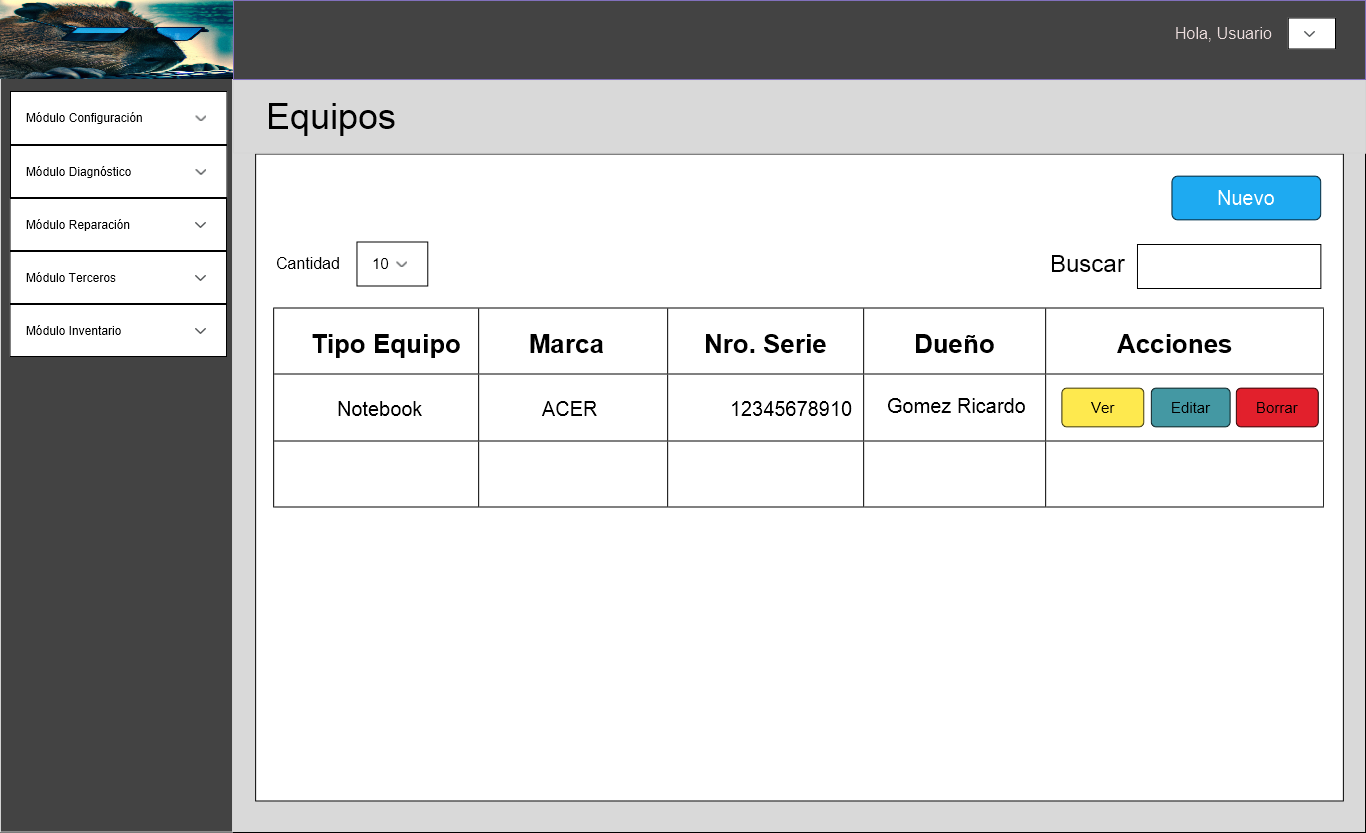 Hola, Usuario
Módulo Configuración
Módulo Diagnóstico
Módulo Reparación
Módulo Terceros
Módulo Inventario
Equipos
Nuevo
Cantidad 10 Buscar
Tipo Equipo Marca Nro. Serie Dueño Acciones
Notebook ACER 12345678910 Gomez Ricardo Ver Editar Borrar